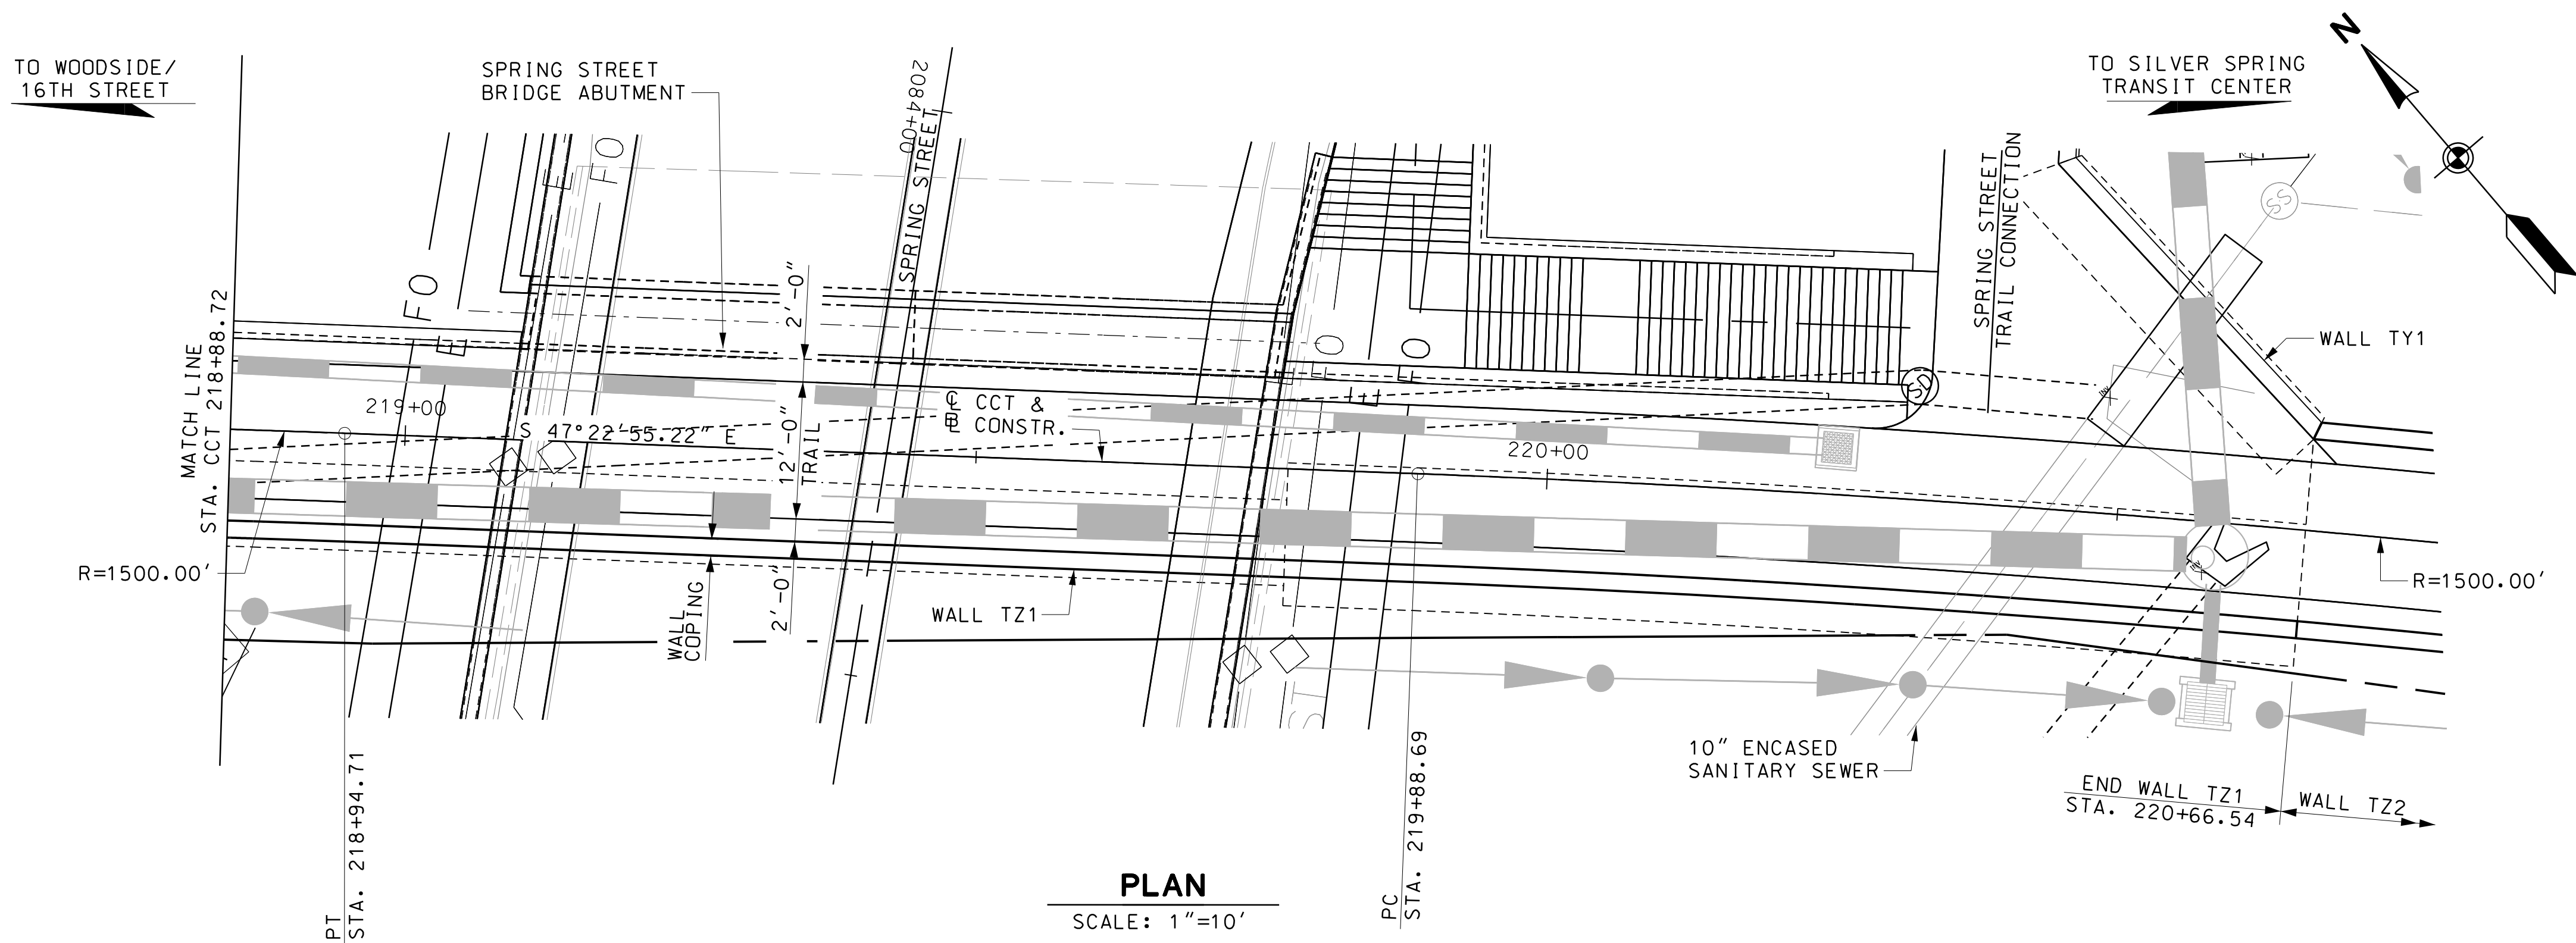 TO WOODSIDE/
16TH STREET
SPRING STREET
BRIDGE ABUTMENT
2084+00
SPRING STREET
TO SILVER SPRING
TRANSIT CENTER
N
SPRING STREET
TRAIL CONNECTION
SS
WALL TY1
FO
E
FO
E
MATCH LINE
STA. CCT 218+88.72
219+00
S 47°22'55.22" E
2'-0"
12'-0"
TRAIL
2'-0"
℄ CCT &
BL CONSTR.
FO
E
FO
SD
220+00
R=1500.00'
WALL
COPING
WALL TZ1
R=1500.00'
10" ENCASED
SANITARY SEWER
END WALL TZ1
STA. 220+66.54
WALL TZ2
PT
STA. 218+94.71
PC
STA. 219+88.69
PLAN
SCALE: 1"=10'